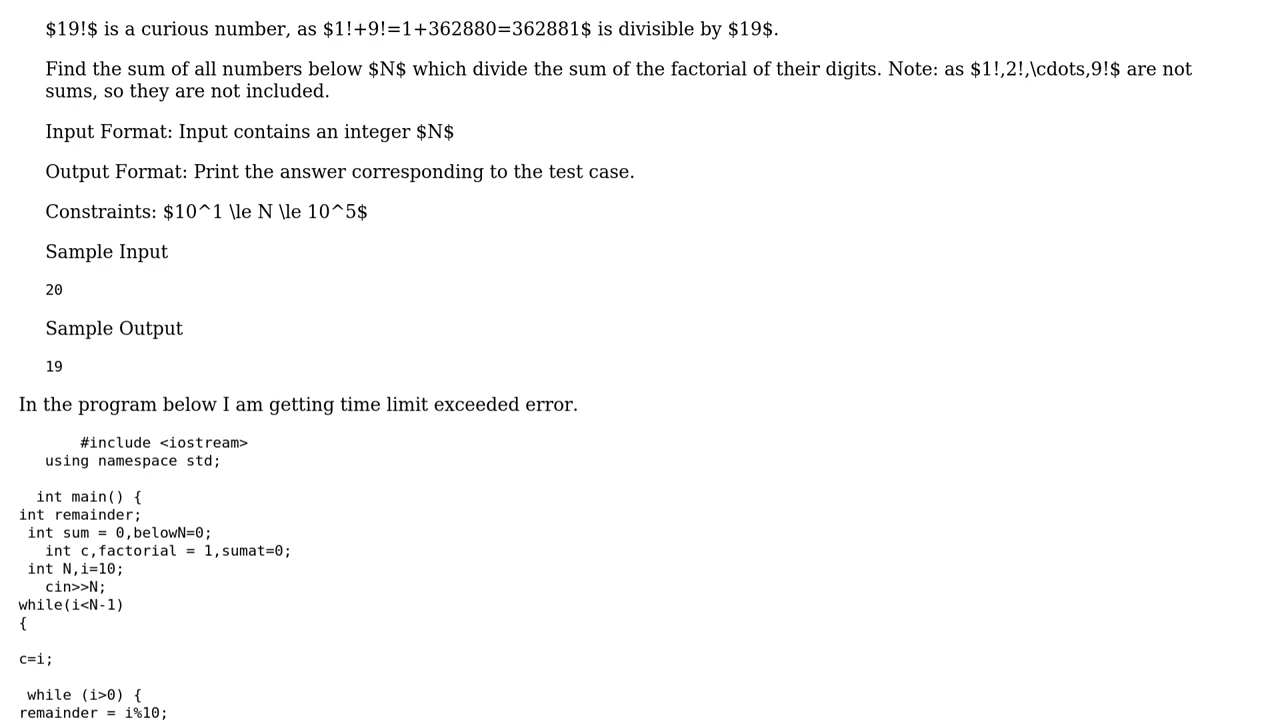 $19!$ is a curious number, as $1!+9!=1+362880=362881$ is divisible by $19$.
Find the sum of all numbers below $N$ which divide the sum of the factorial of their digits. Note: as $1!,2!,\cdots,9!$ are not
sums, so they are not included.
Input Format: Input contains an integer $N$
Output Format: Print the answer corresponding to the test case.
Constraints: $10^1 \le N \le 10^5$
Sample Input
20
Sample Output
19
In the program below I am getting time limit exceeded error.
#include <iostream>
using namespace std;
int main() {
int remainder;
int sum = 0,belowN=0;
int c,factorial = 1,sumat=0;
int N,i=10;
cin>>N;
while(i<N-1)
{
c=i;
while (i>0) {
remainder = i%10;